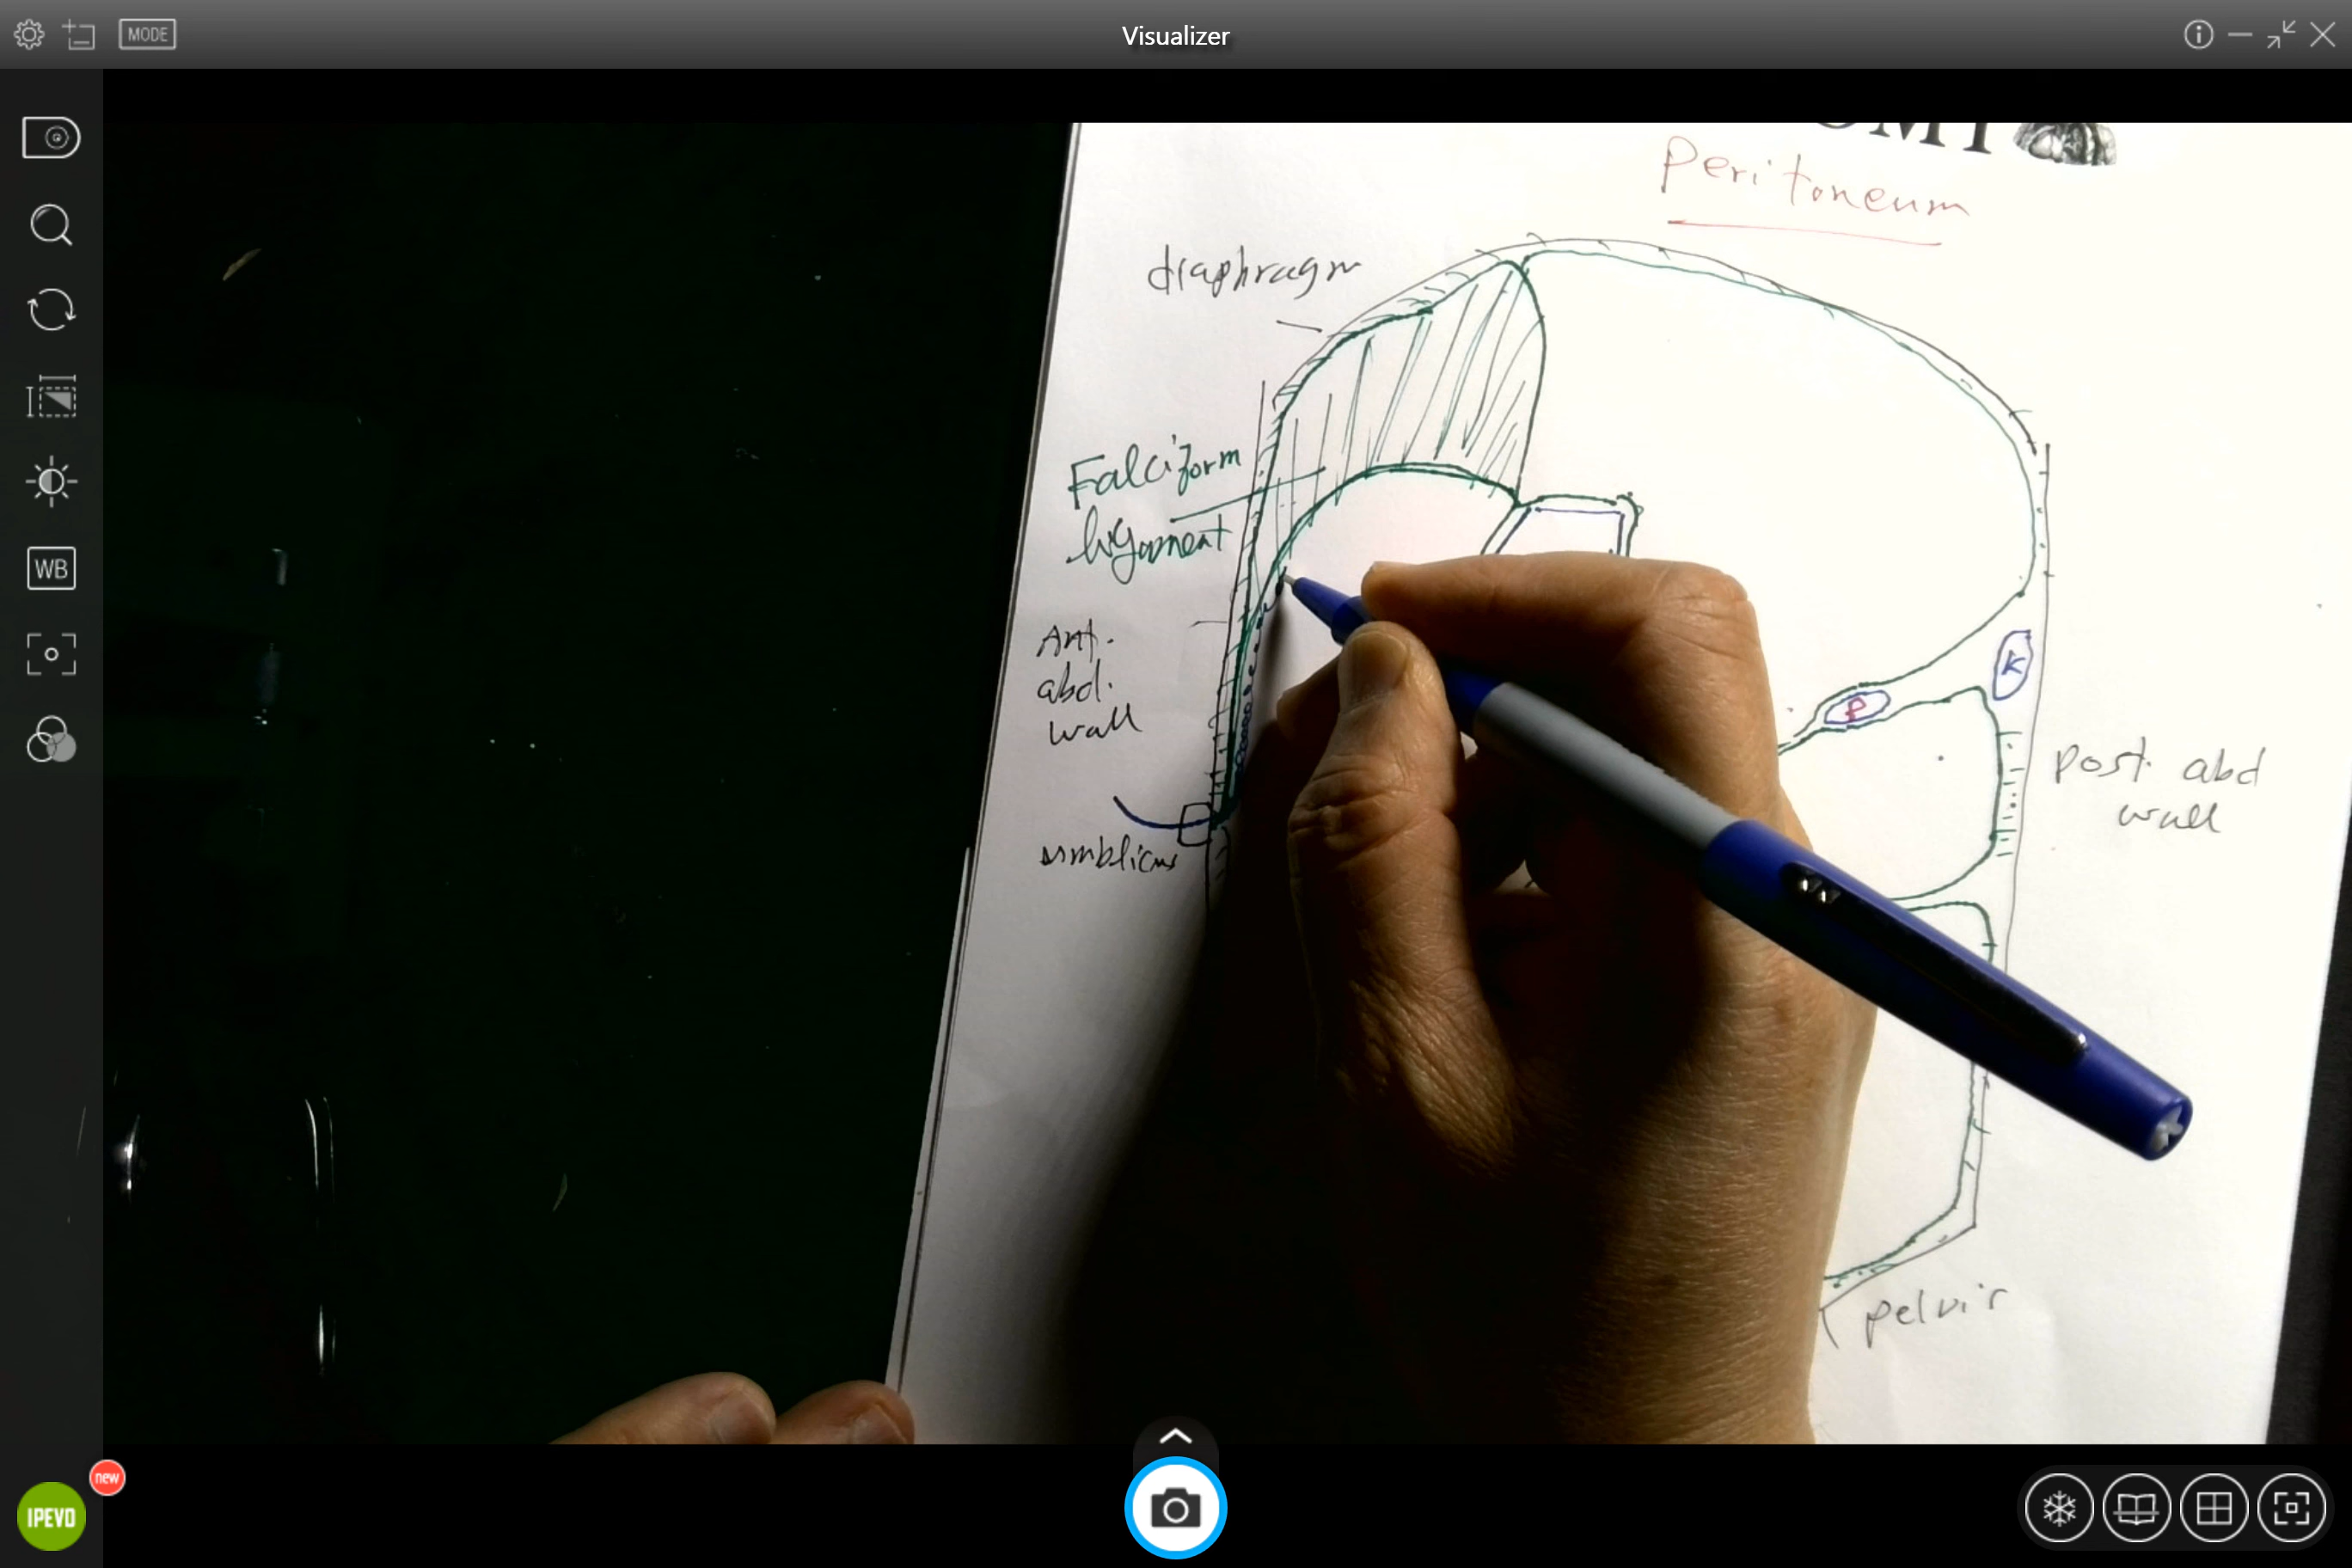 MODE
Visualizer
WB
Peritoneum
diaphragm
Falciform
ligament
Ant.
abd.
wall
umblicus
K
P
post. abd
wall
pelvis
new
IPEVO